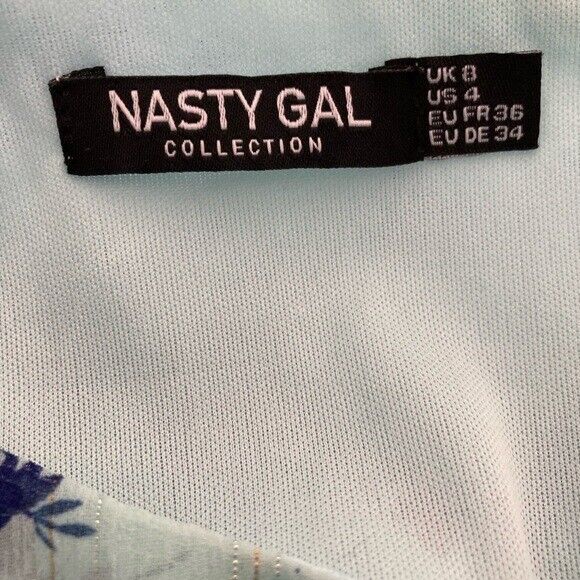 NASTY GAL
COLLECTION
UK 8
US 4
EU FR 36
EU DE 34